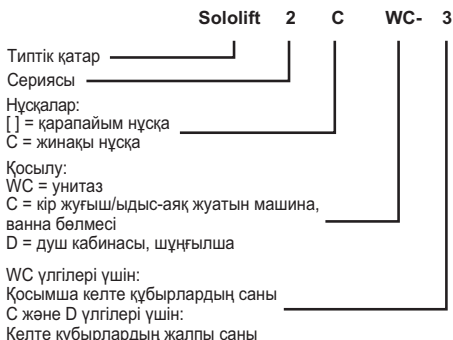 Sololift 2 C WC- 3
Типтік қатар
Сериясы
Нұсқалар:
[ ] = қарапайым нұсқа
C = жинақы нұсқа
Қосылу:
WC = унитаз
C = кір жуғыш/ыдыс-аяқ жуатын машина,
ванна бөлмесі
D = душ кабинасы, шұңғылша
WC үлгілері үшін:
Қосымша келте құбырлардың саны
C және D үлгілері үшін:
Келте құбырлардың жалпы саны